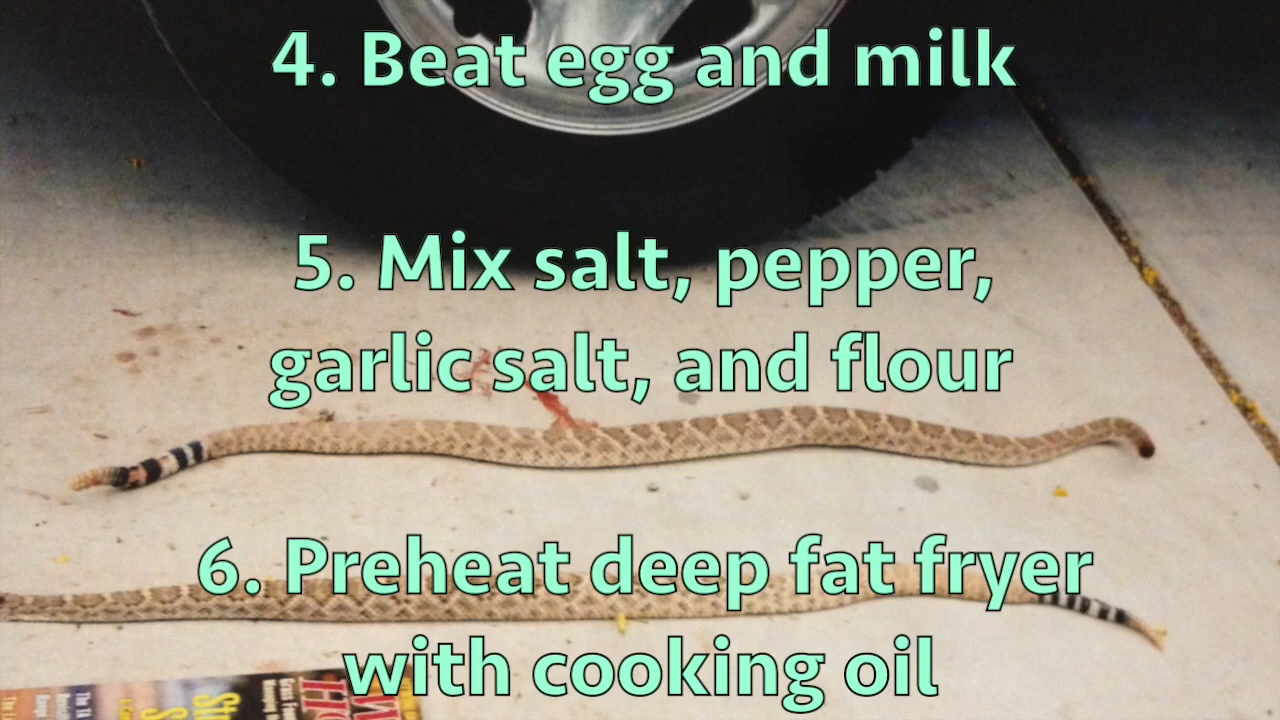 4. Beat egg and milk
5. Mix salt, pepper,
garlic salt, and flour
6. Preheat deep fat fryer
with cooking oil